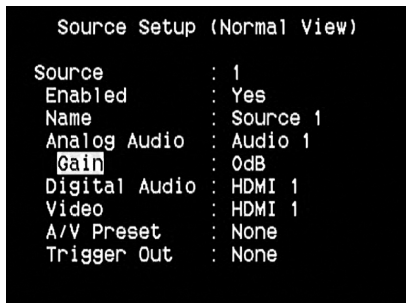 Source Setup (Normal View)
Source : 1
Enabled : Yes
Name : Source 1
Analog Audio : Audio 1
Gain : 0dB
Digital Audio : HDMI 1
Video : HDMI 1
A/V Preset : None
Trigger Out : None